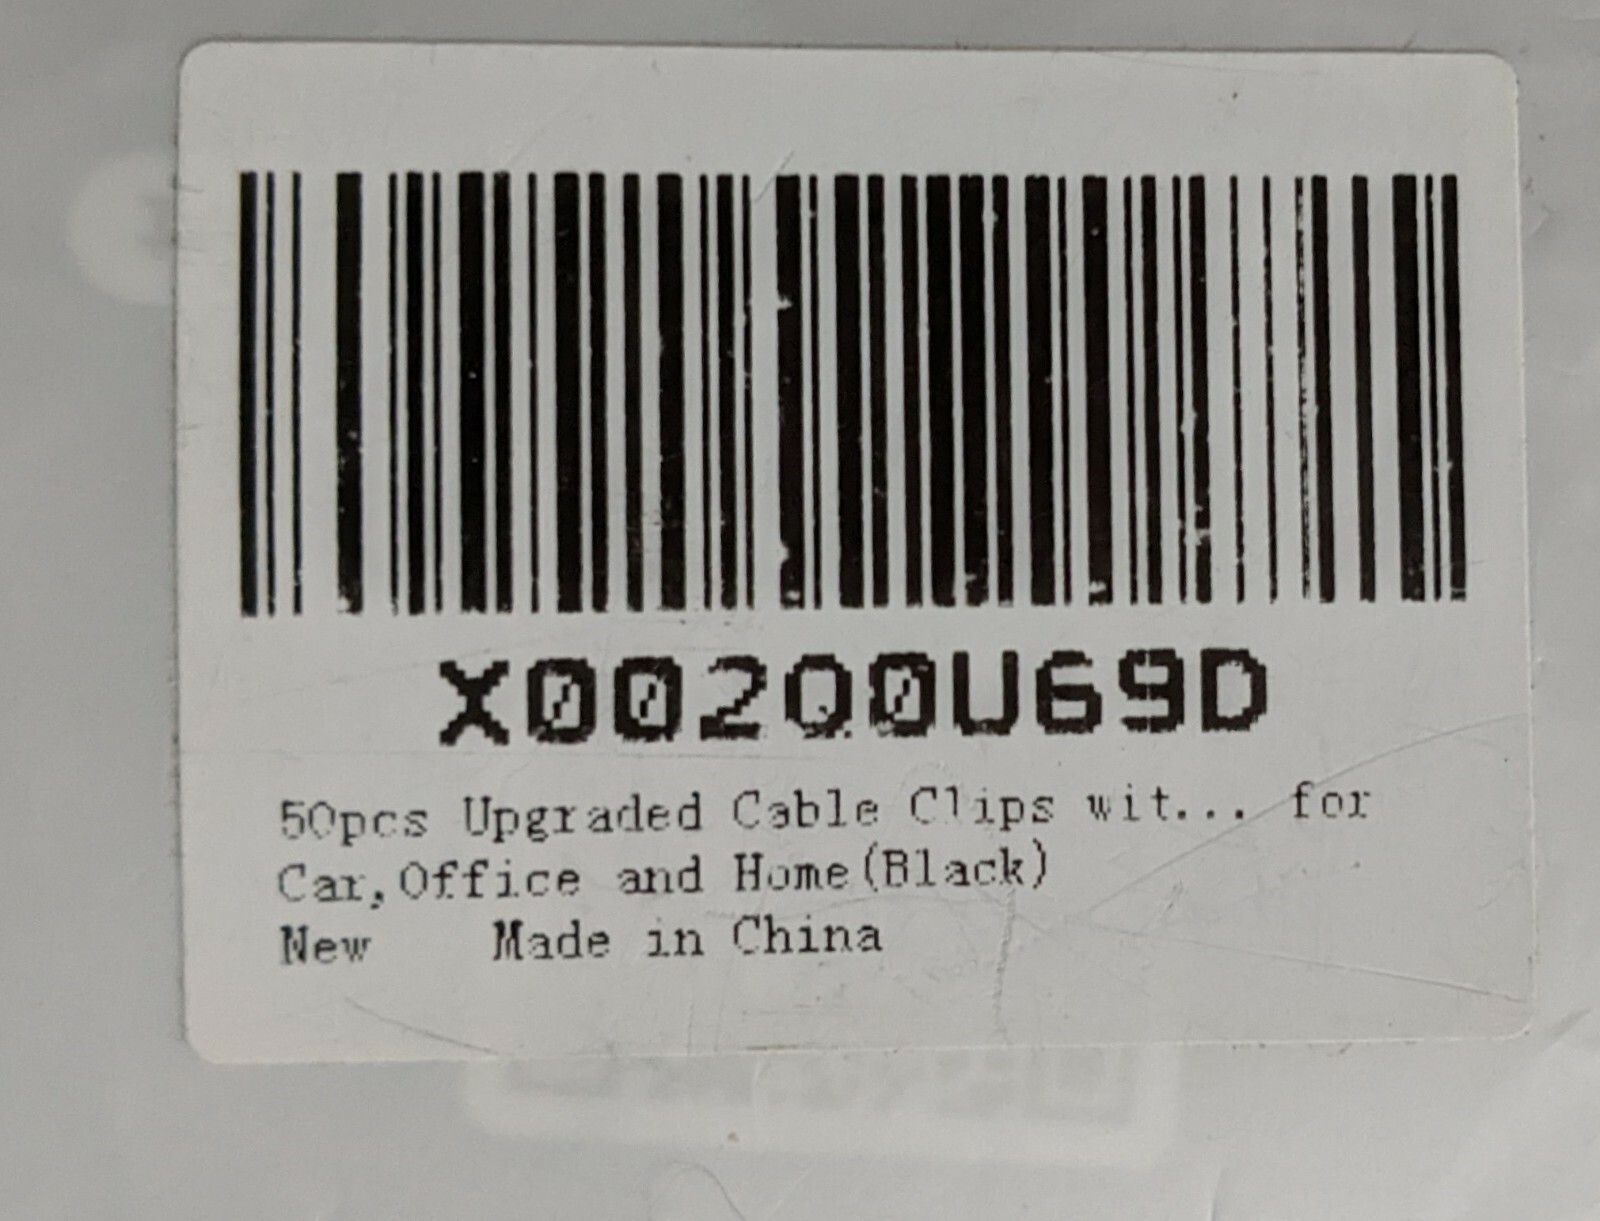 X002Q0U69D
50pcs Upgraded Cable Clips wit... for
Car,Office and Home(Black)
New Made in China